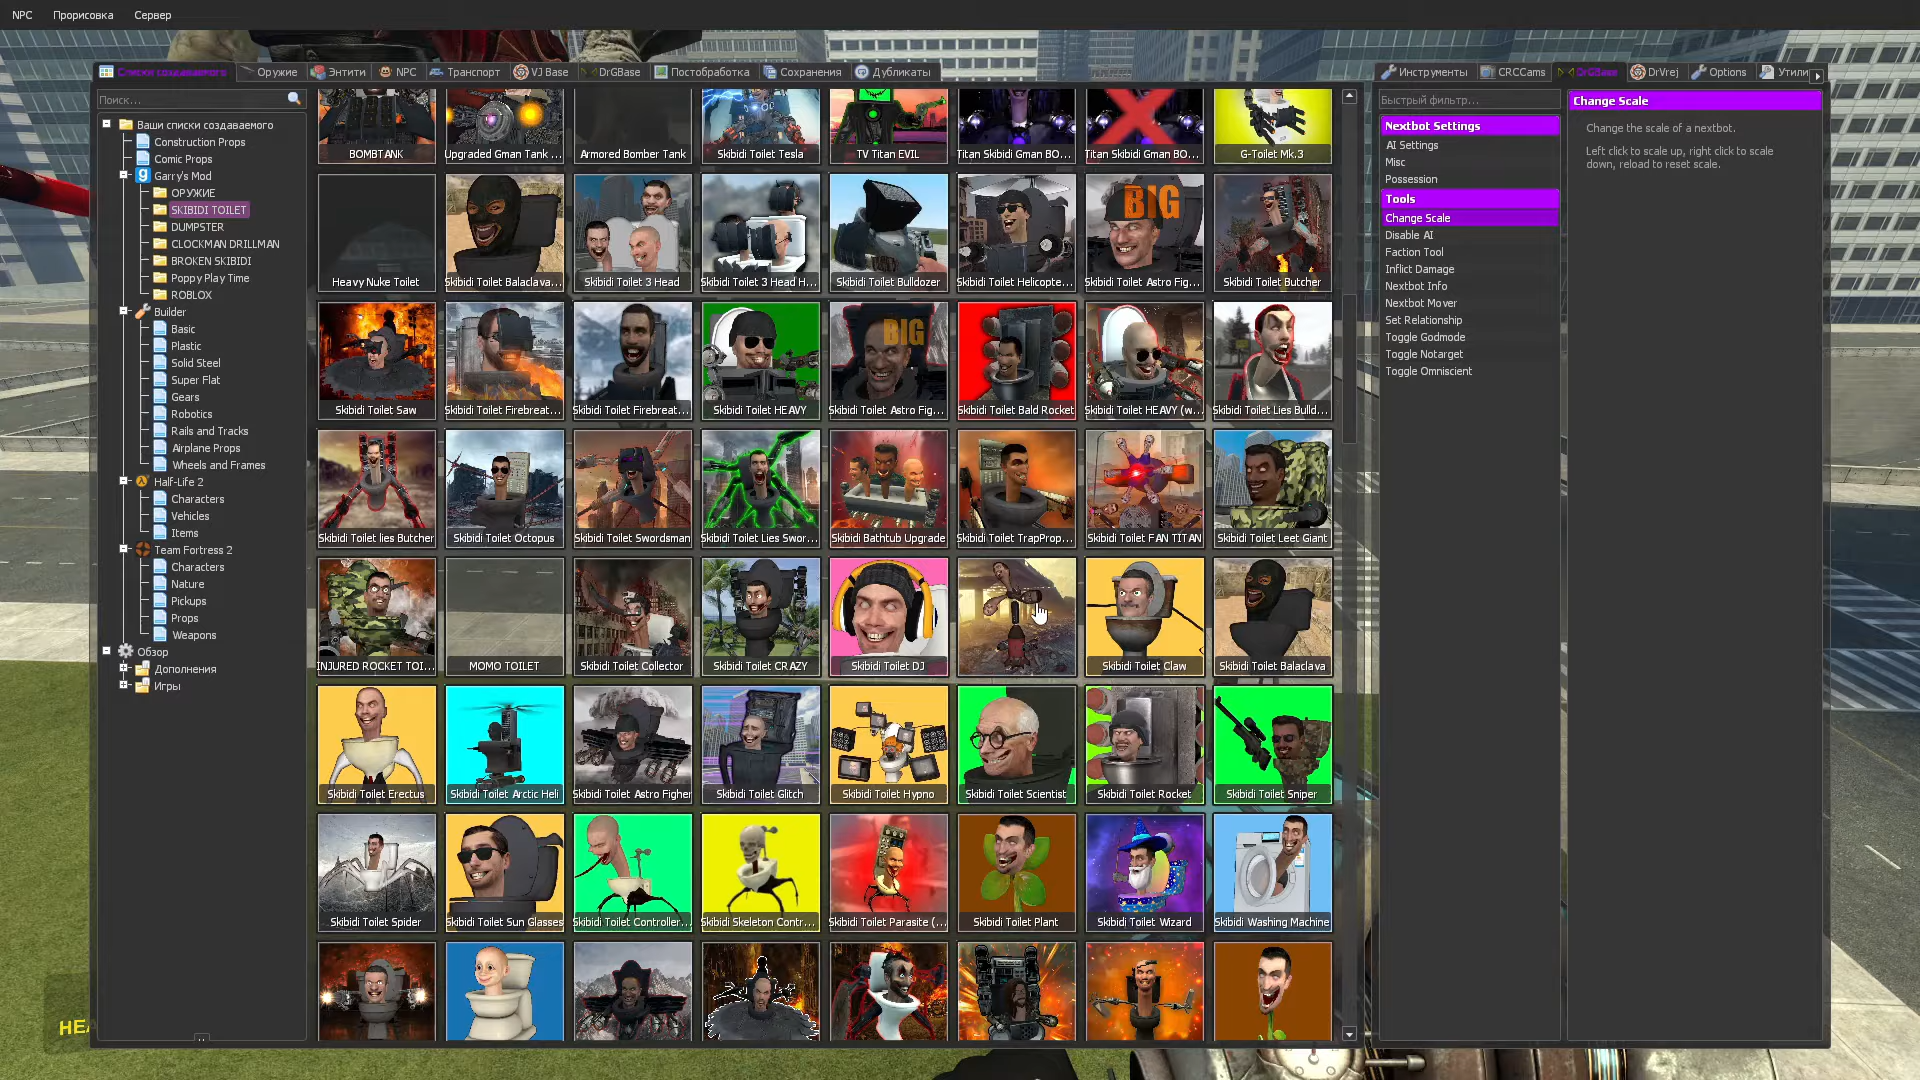 NPC Прорисовка Сервер
Списки создаваемого Оружие Энтити NPC Транспорт VJ Base DrGBase Постобработка Сохранения Дубликаты
Поиск...
Ваши списки создаваемого
Construction Props
Comic Props
Garry's Mod
ОРУЖИЕ
SKIBIDI TOILET
DUMPSTER
CLOCKMAN DRILLMAN
BROKEN SKIBIDI
Poppy Play Time
ROBLOX
Builder
Basic
Plastic
Solid Steel
Super Flat
Gears
Robotics
Rails and Tracks
Airplane Props
Wheels and Frames
Half-Life 2
Characters
Vehicles
Items
Team Fortress 2
Characters
Nature
Pickups
Props
Weapons
Обзор
Дополнения
Игры
BOMBTANK Upgraded Gman Tank ... Armored Bomber Tank Skibidi Toilet Tesla TV Titan EVIL Titan Skibidi Gman BO... Titan Skibidi Gman BO... G-Toilet Mk.3
BIG
Heavy Nuke Toilet Skibidi Toilet Balaclava... Skibidi Toilet 3 Head Skibidi Toilet 3 Head H... Skibidi Toilet Bulldozer Skibidi Toilet Helicopte... Skibidi Toilet Astro Fig... Skibidi Toilet Butcher
BIG
Skibidi Toilet Saw Skibidi Toilet Firebreat... Skibidi Toilet Firebreat... Skibidi Toilet HEAVY Skibidi Toilet Astro Fig... Skibidi Toilet Bald Rocket Skibidi Toilet HEAVY (w... Skibidi Toilet Lies Bulld...
Skibidi Toilet lies Butcher Skibidi Toilet Octopus Skibidi Toilet Swordsman Skibidi Toilet Lies Swor... Skibidi Bathtub Upgrade Skibidi Toilet TrapProp... Skibidi Toilet FAN TITAN Skibidi Toilet Leet Giant
INJURED ROCKET TOI... MOMO TOILET Skibidi Toilet Collector Skibidi Toilet CRAZY Skibidi Toilet DJ Skibidi Toilet Claw Skibidi Toilet Balaclava
Skibidi Toilet Erectus Skibidi Toilet Arctic Heli Skibidi Toilet Astro Figher Skibidi Toilet Glitch Skibidi Toilet Hypno Skibidi Toilet Scientist Skibidi Toilet Rocket Skibidi Toilet Sniper
Skibidi Toilet Spider Skibidi Toilet Sun Glasses Skibidi Toilet Controller... Skibidi Skeleton Contr... Skibidi Toilet Parasite (... Skibidi Toilet Plant Skibidi Toilet Wizard Skibidi Washing Machine
HEA
Инструменты CRCCams DrGBase DrVrej Options Утили
Быстрый фильтр...
Nextbot Settings
AI Settings
Misc
Possession
Tools
Change Scale
Disable AI
Faction Tool
Inflict Damage
Nextbot Info
Nextbot Mover
Set Relationship
Toggle Godmode
Toggle Notarget
Toggle Omniscient
Change Scale
Change the scale of a nextbot.
Left click to scale up, right click to scale
down, reload to reset scale.